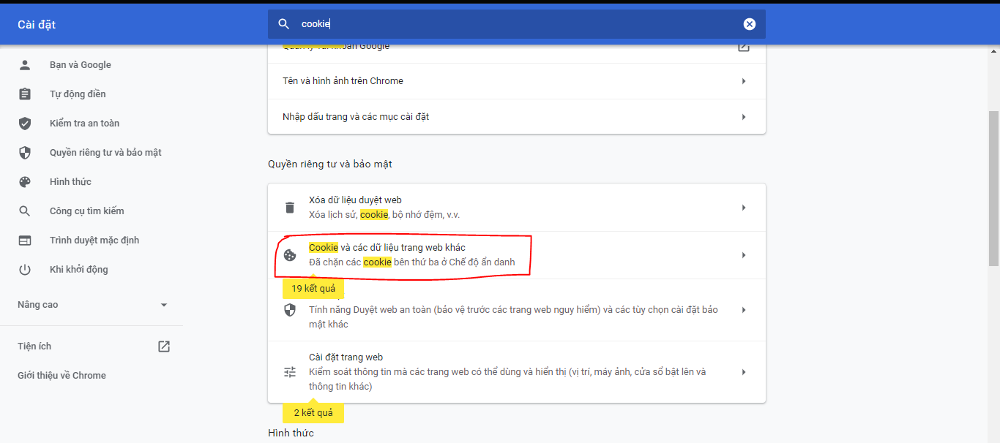 Cài đặt
cookie
Bạn và Google
Tự động điền
Kiểm tra an toàn
Quyền riêng tư và bảo mật
Hình thức
Công cụ tìm kiếm
Trình duyệt mặc định
Khi khởi động
Nâng cao
Tiện ích
Giới thiệu về Chrome
Quản lý Tài khoản Google
Tên và hình ảnh trên Chrome
Nhập dấu trang và các mục cài đặt
Quyền riêng tư và bảo mật
Xóa dữ liệu duyệt web
Xóa lịch sử, cookie, bộ nhớ đệm, v.v.
Cookie và các dữ liệu trang web khác
Đã chặn các cookie bên thứ ba ở Chế độ ẩn danh
19 kết quả
Tính năng Duyệt web an toàn (bảo vệ trước các trang web nguy hiểm) và các tùy chọn cài đặt bảo
mật khác
Cài đặt trang web
Kiểm soát thông tin mà các trang web có thể dùng và hiển thị (vị trí, máy ảnh, cửa sổ bật lên và
thông tin khác)
2 kết quả
Hình thức